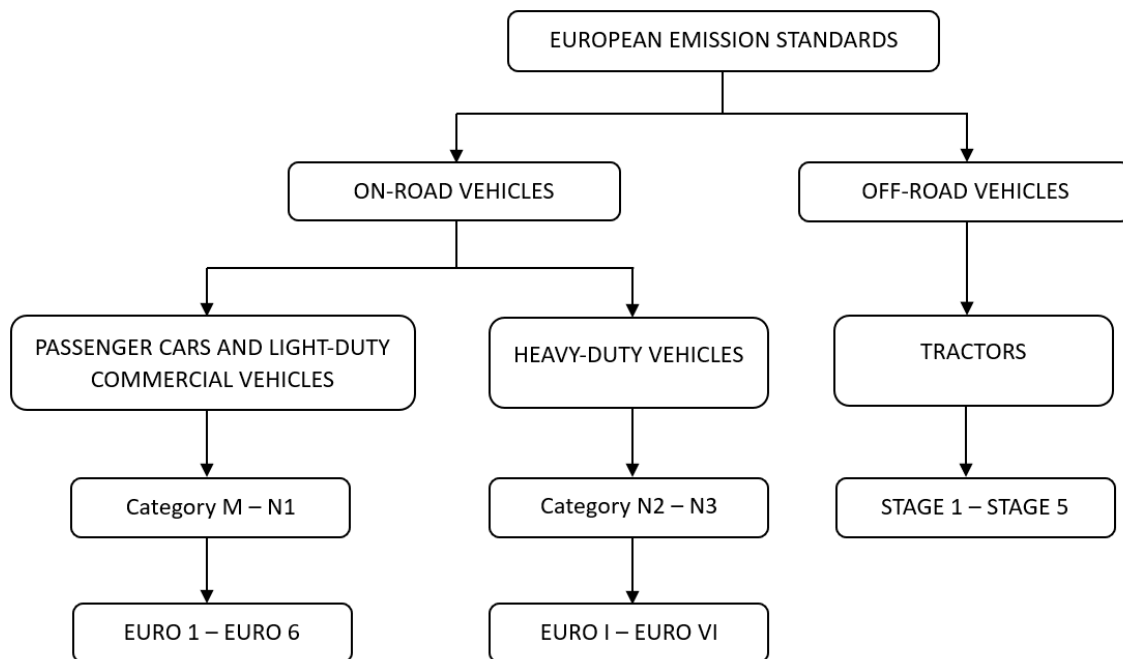 EUROPEAN EMISSION STANDARDS
ON-ROAD VEHICLES
OFF-ROAD VEHICLES
PASSENGER CARS AND LIGHT-DUTY
COMMERCIAL VEHICLES
HEAVY-DUTY VEHICLES
TRACTORS
Category M – N1
Category N2 – N3
STAGE 1 – STAGE 5
EURO 1 – EURO 6
EURO I – EURO VI